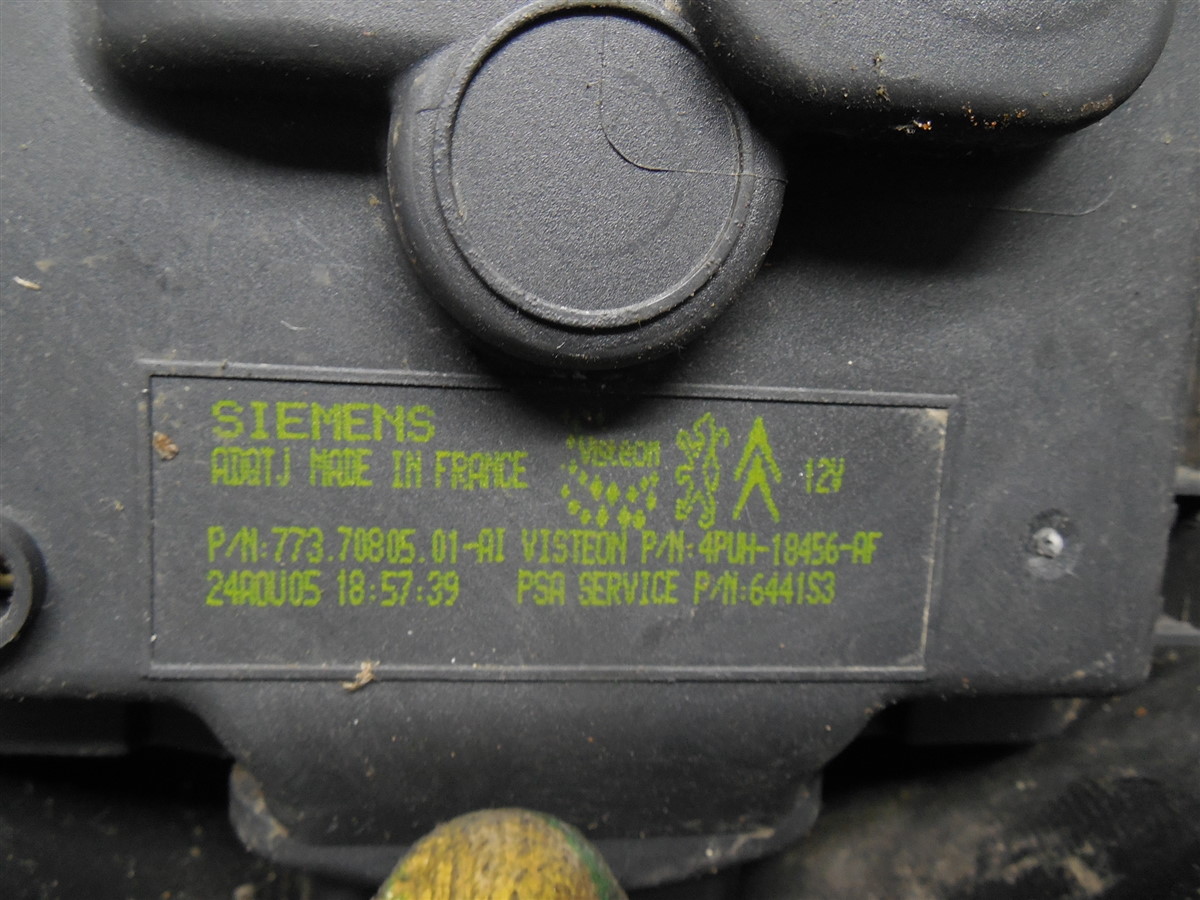 SIEMENS
ADQTJ MADE IN FRANCE
Visteon
12V
P/N:773.70805.01-AI VISTEON P/N:4PUH-18456-AF
24AOU05 18:57:39 PSA SERVICE P/N:6441S3